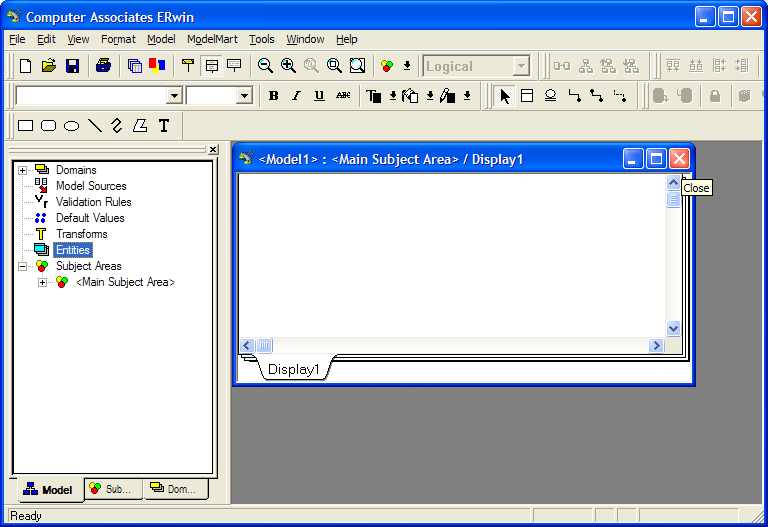 Computer Associates ERwin
File Edit View Format Model ModelMart Tools Window Help
Logical
B I U ABC
T
Domains
Model Sources
Validation Rules
Default Values
Transforms
Entities
Subject Areas
<Main Subject Area>
Model Sub... Dom...
<Model1> : <Main Subject Area> / Display1
Close
Display1
Ready